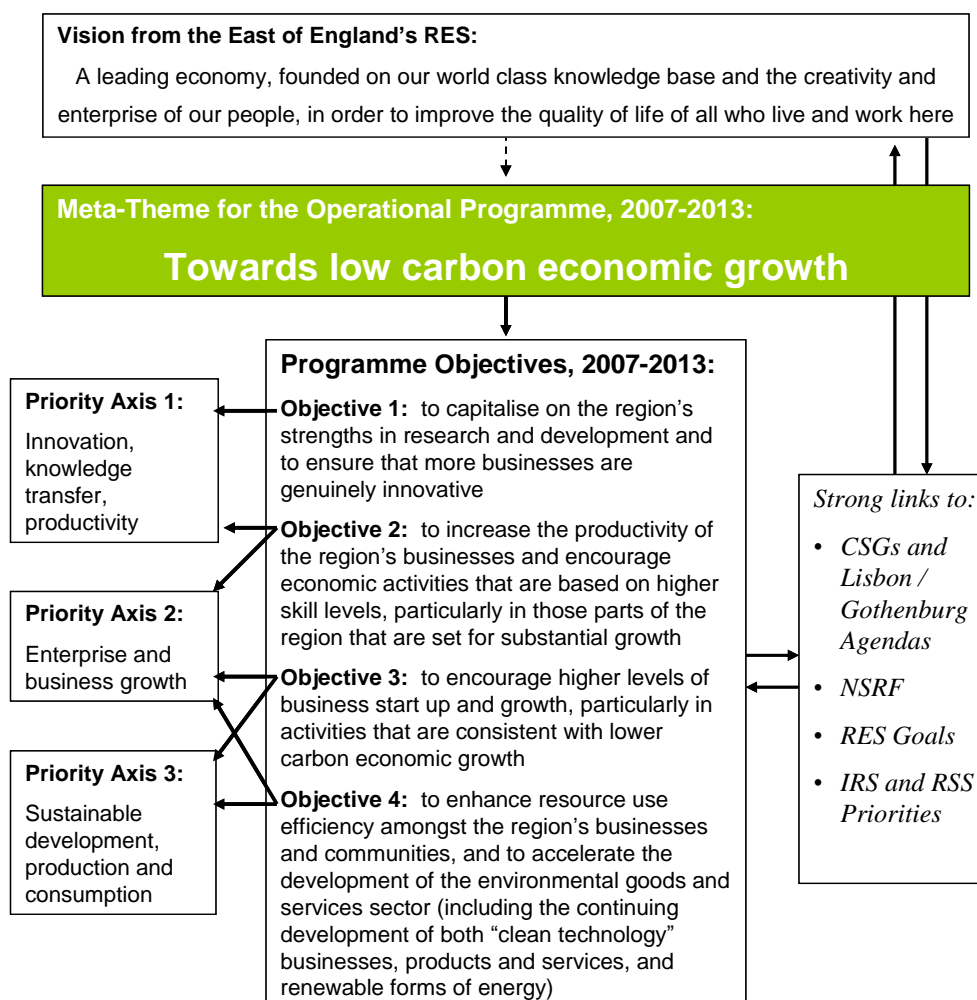 Vision from the East of England's RES:
A leading economy, founded on our world class knowledge base and the creativity and
enterprise of our people, in order to improve the quality of life of all who live and work here
Meta-Theme for the Operational Programme, 2007-2013:
Towards low carbon economic growth
Programme Objectives, 2007-2013:
Objective 1: to capitalise on the region's
strengths in research and development and
to ensure that more businesses are
genuinely innovative
Objective 2: to increase the productivity of
the region's businesses and encourage
economic activities that are based on higher
skill levels, particularly in those parts of the
region that are set for substantial growth
Objective 3: to encourage higher levels of
business start up and growth, particularly in
activities that are consistent with lower
carbon economic growth
Objective 4: to enhance resource use
efficiency amongst the region's businesses
and communities, and to accelerate the
development of the environmental goods and
services sector (including the continuing
development of both “clean technology”
businesses, products and services, and
renewable forms of energy)
Priority Axis 1:
Innovation,
knowledge
transfer,
productivity
Priority Axis 2:
Enterprise and
business growth
Priority Axis 3:
Sustainable
development,
production and
consumption
Strong links to:
• CSGs and
Lisbon /
Gothenburg
Agendas
• NSRF
• RES Goals
• IRS and RSS
Priorities